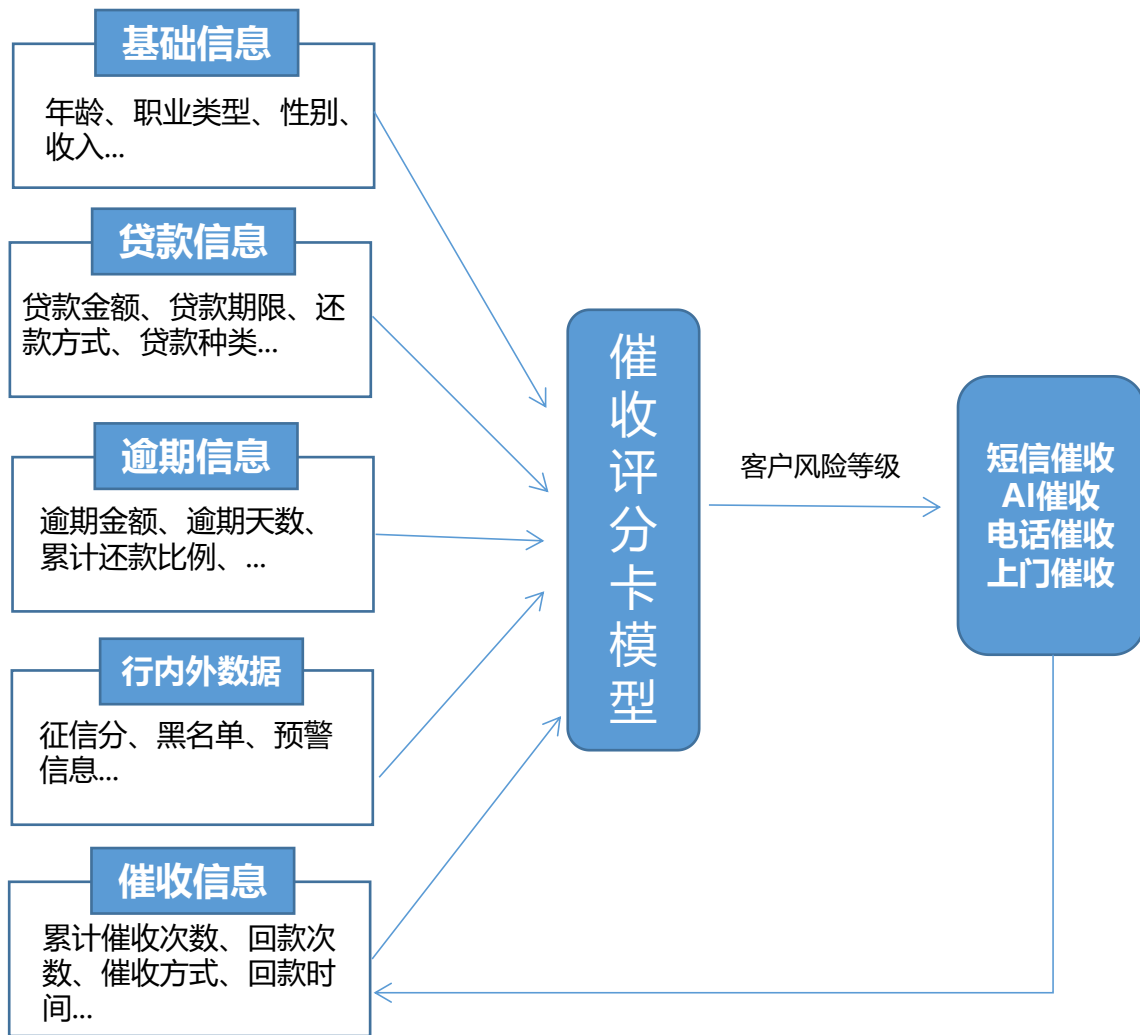 基础信息
年龄、职业类型、性别、
收入...
贷款信息
贷款金额、贷款期限、还
款方式、贷款种类...
逾期信息
逾期金额、逾期天数、
累计还款比例、...
行内外数据
征信分、黑名单、预警
信息...
催收信息
累计催收次数、回款次
数、催收方式、回款时
间...
催收评分卡模型
客户风险等级
短信催收
AI催收
电话催收
上门催收